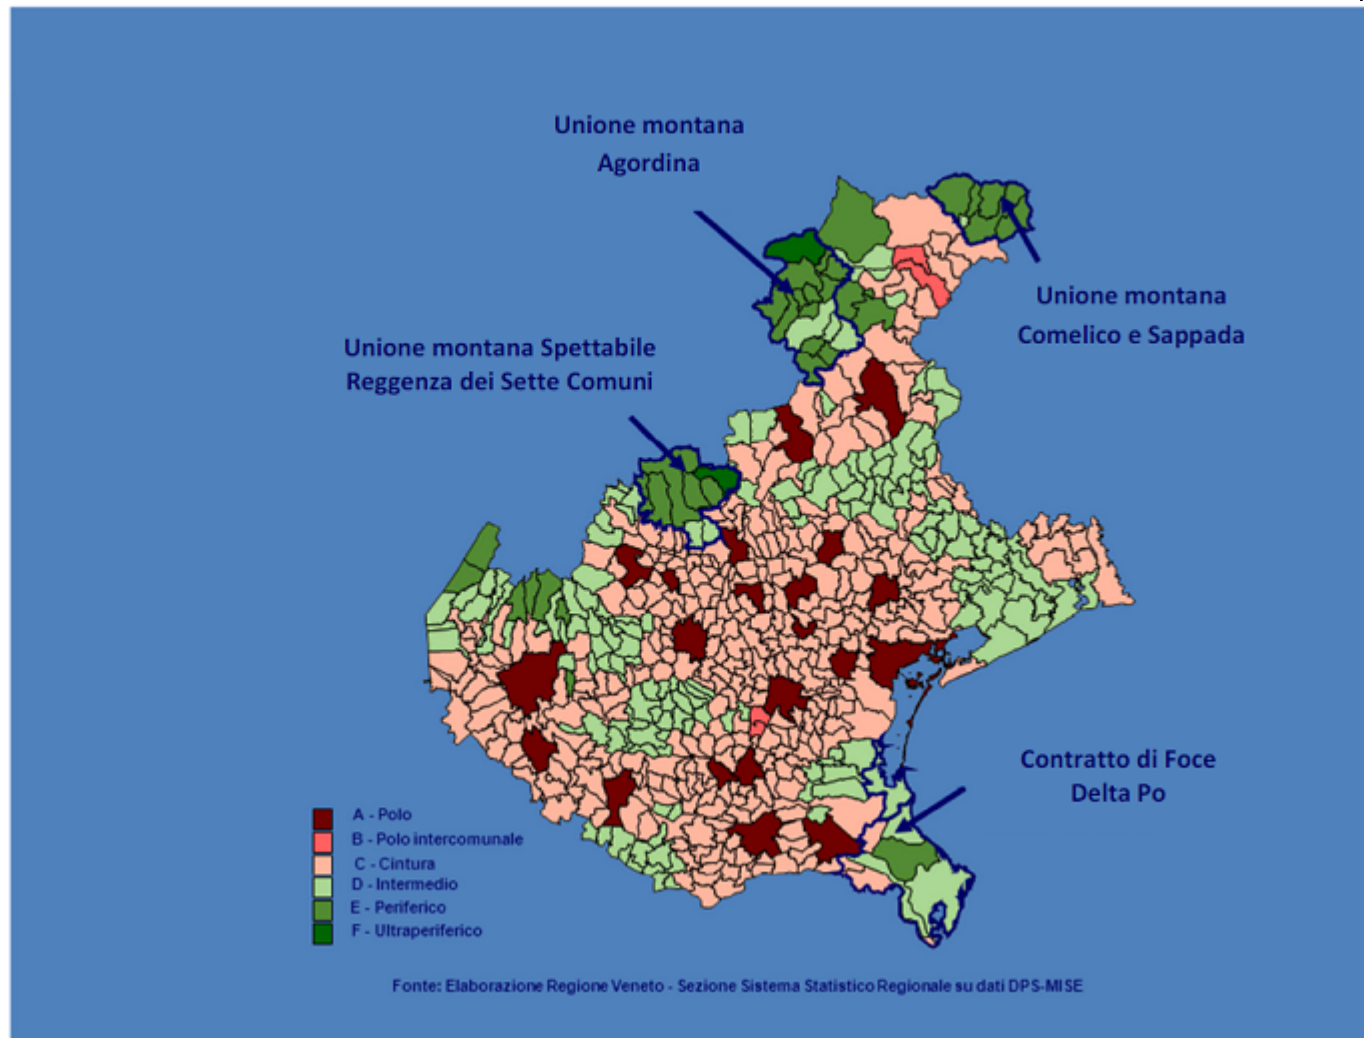 Unione montana
Agordina
Unione montana
Comelico e Sappada
Unione montana Spettabile
Reggenza dei Sette Comuni
Contratto di Foce
Delta Po
A - Polo
B - Polo intercomunale
C - Cintura
D - Intermedio
E - Periferico
F - Ultraperiferico
Fonte: Elaborazione Regione Veneto - Sezione Sistema Statistico Regionale su dati DPS-MISE